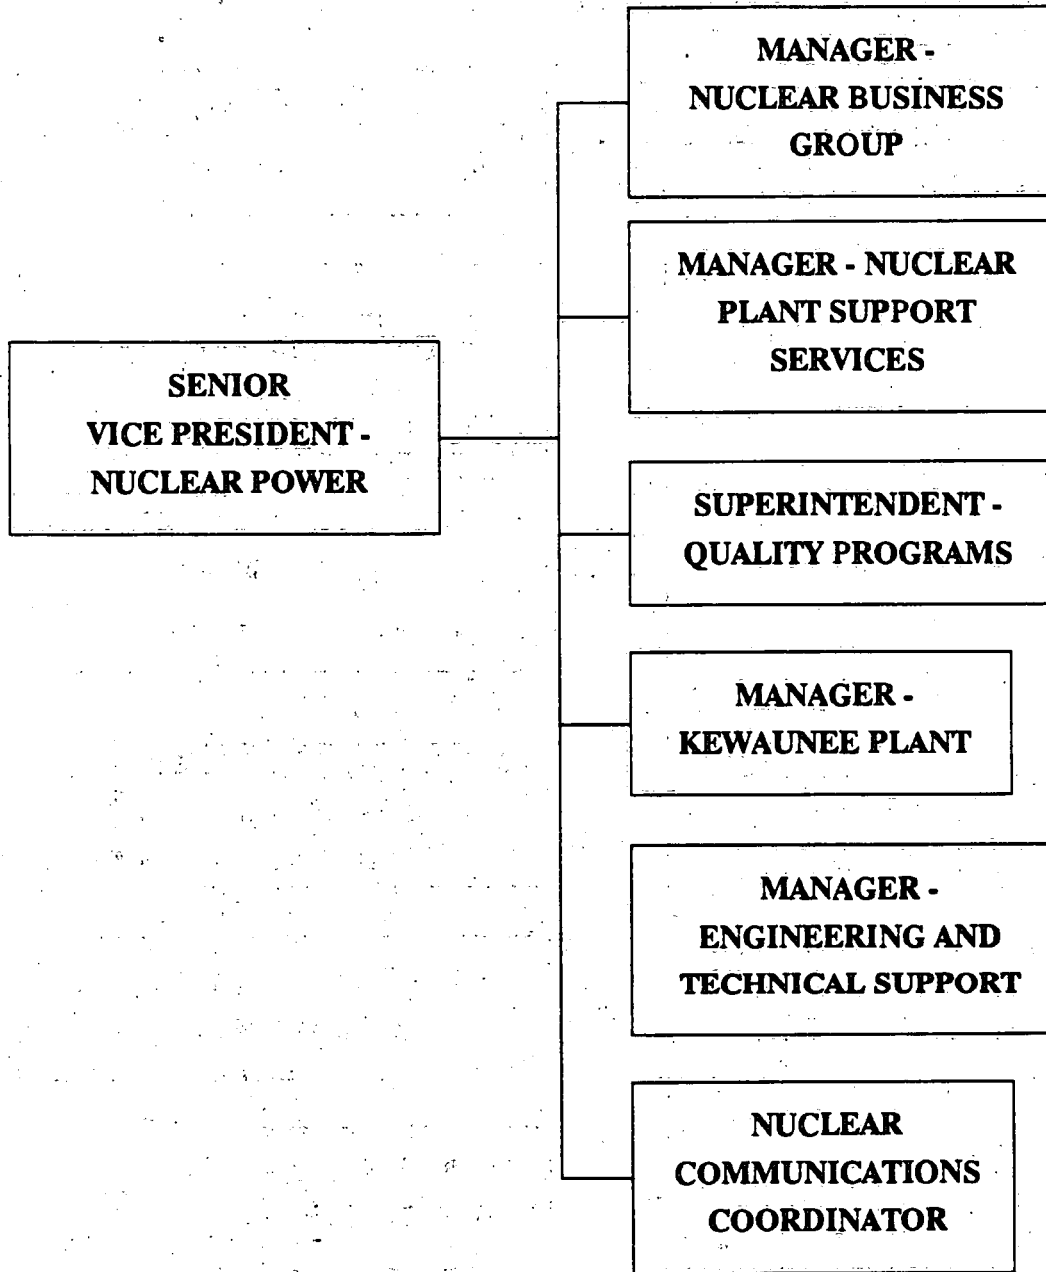 MANAGER -
NUCLEAR BUSINESS
GROUP
MANAGER - NUCLEAR
PLANT SUPPORT
SERVICES
SENIOR
VICE PRESIDENT -
NUCLEAR POWER
SUPERINTENDENT -
QUALITY PROGRAMS
MANAGER -
KEWAUNEE PLANT
MANAGER -
ENGINEERING AND
TECHNICAL SUPPORT
NUCLEAR
COMMUNICATIONS
COORDINATOR